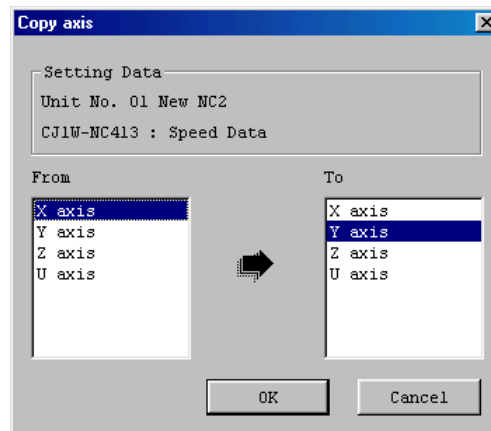 Copy axis
Setting Data
Unit No. 01 New NC2
CJ1W-NC413 : Speed Data
From
To
X axis
Y axis
Z axis
U axis
X axis
Y axis
Z axis
U axis
OK
Cancel